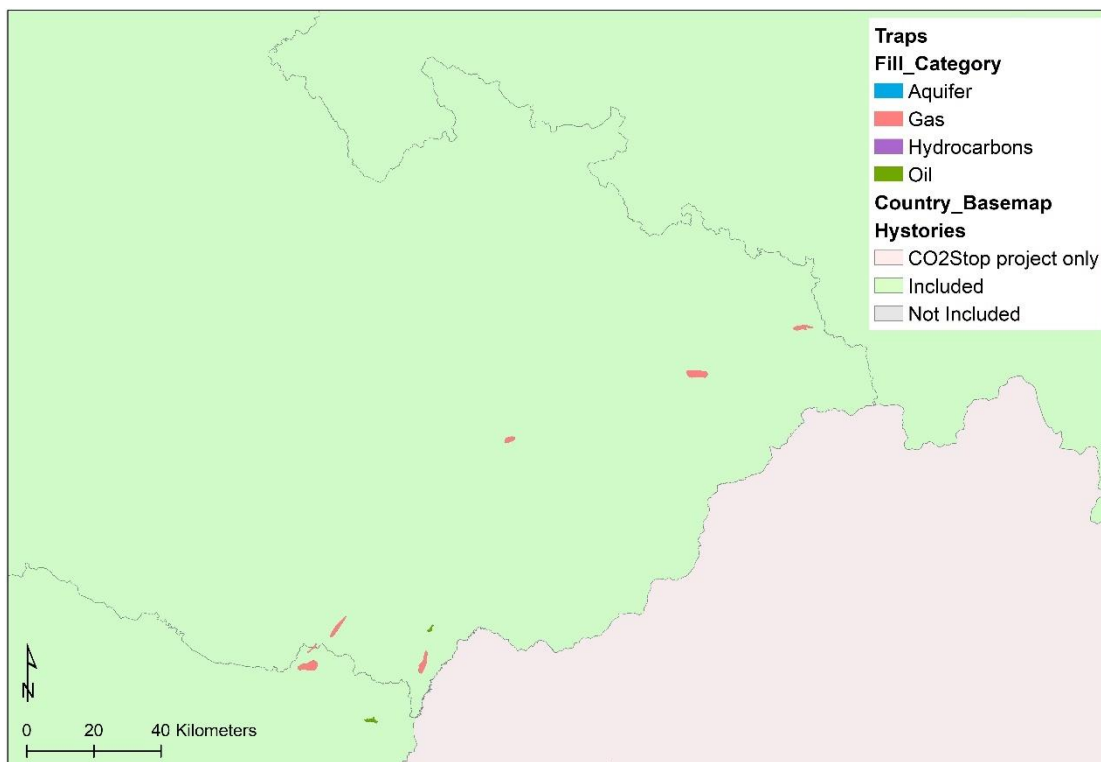 Traps
Fill_Category
Aquifer
Gas
Hydrocarbons
Oil
Country_Basemap
Hystories
CO2Stop project only
Included
Not Included
N
0 20 40 Kilometers